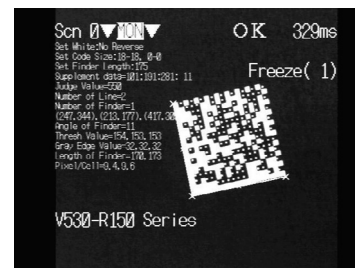 Scn 0▼MON▼ OK 329ms
Set White:No Reverse
Set Code Size:18-18, 0-0
Set Finder Length:175
Freeze( 1)
Supplement data=101:191:281: 11
Judge Value=550
Number of Line=2
Number of Finder=1
(247.344).(213.177).(417.30
Angle of Finder=11
Thresh Value=154.153.153
Gray Edge Value=32.32.32
Length of Finder=170.173
Pixel/Cell=9.4.9.6
V530-R150 Series